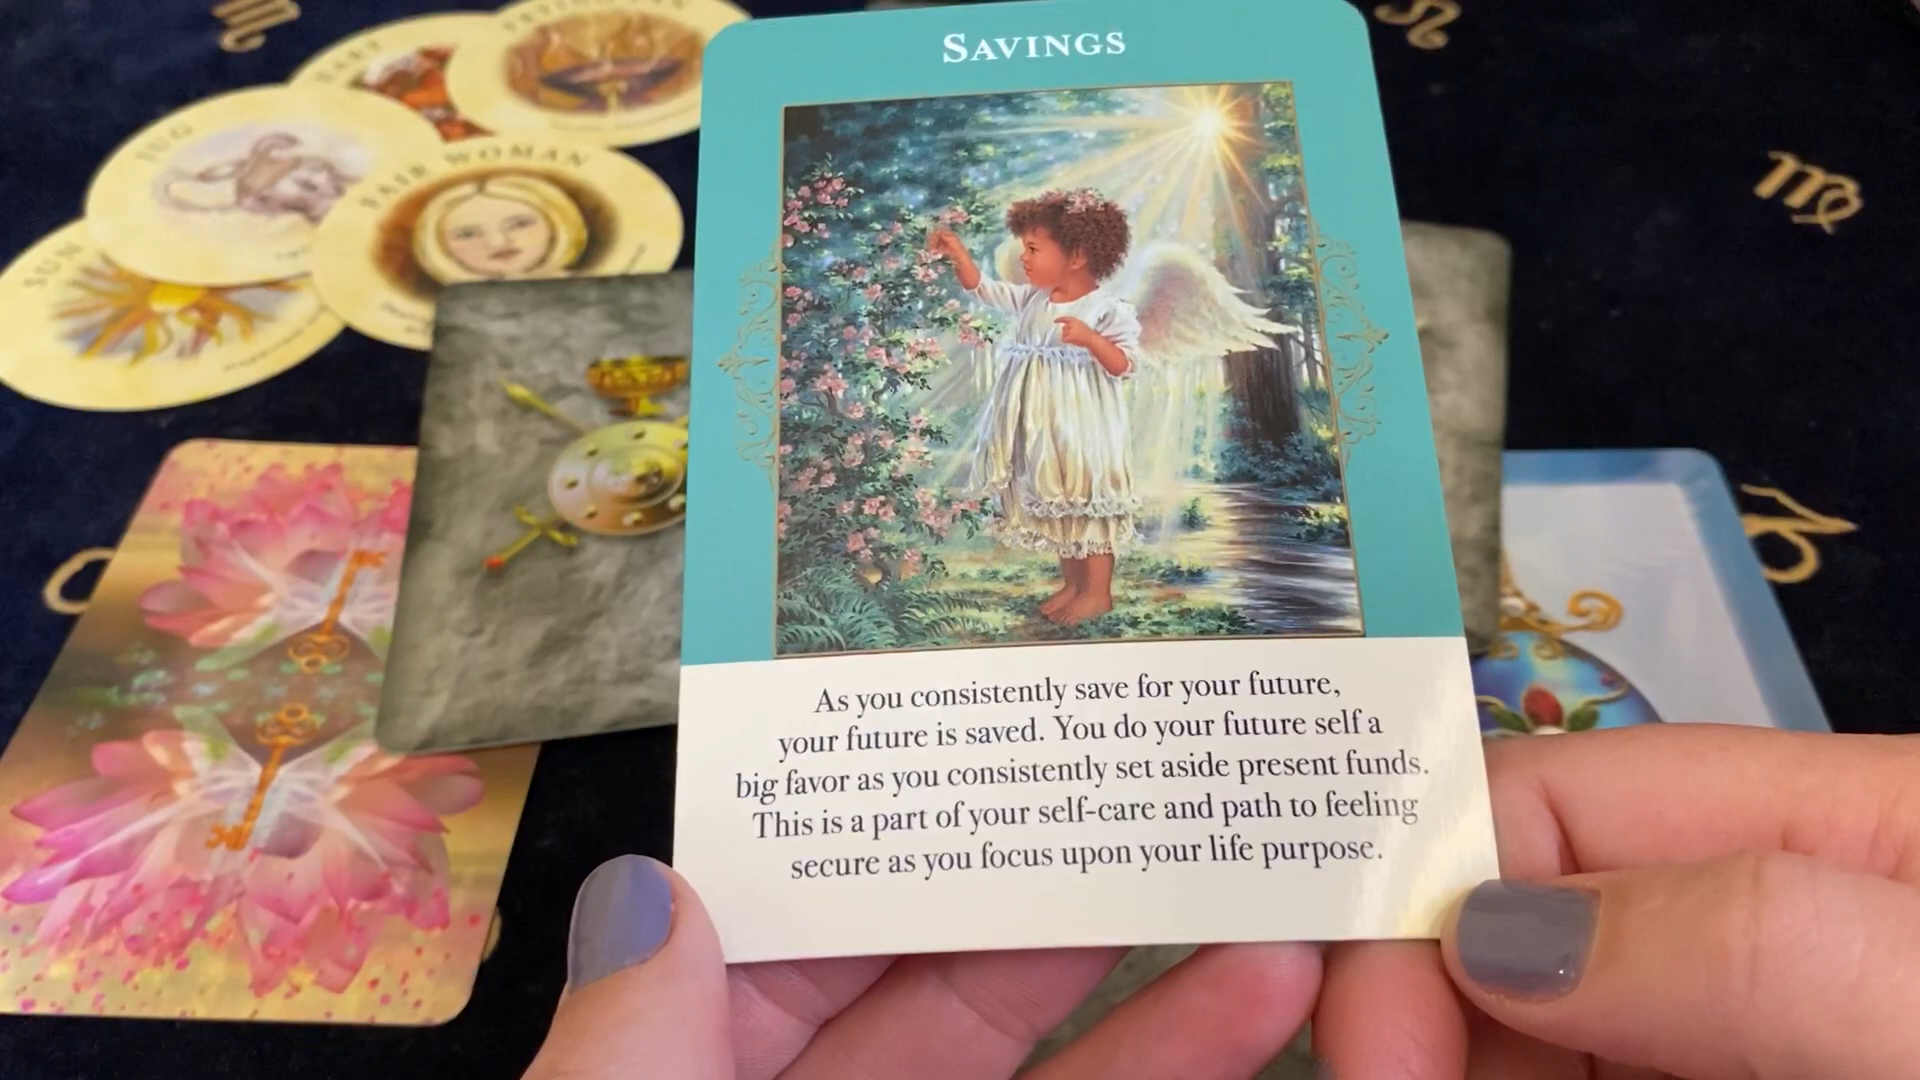 SAVINGS
As you consistently save for your future,
your future is saved. You do your future self a
big favor as you consistently set aside present funds.
This is a part of your self-care and path to feeling
secure as you focus upon your life purpose.
JUG
FAIR WOMAN
SUN